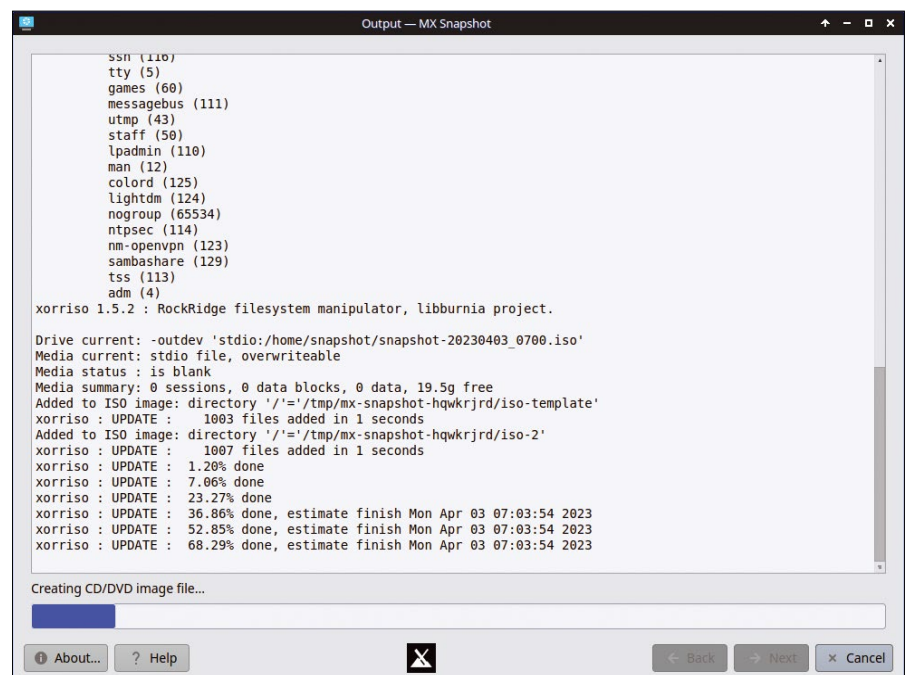 Output — MX Snapshot
ssh (116)
tty (5)
games (60)
messagebus (111)
utmp (43)
staff (50)
lpadmin (110)
man (12)
colord (125)
lightdm (124)
nogroup (65534)
ntpsec (114)
nm-openvpn (123)
sambashare (129)
tss (113)
adm (4)
xorriso 1.5.2 : RockRidge filesystem manipulator, libburnia project.
Drive current: -outdev 'stdio:/home/snapshot/snapshot-20230403_0700.iso'
Media current: stdio file, overwriteable
Media status : is blank
Media summary: 0 sessions, 0 data blocks, 0 data, 19.5g free
Added to ISO image: directory '/'='/tmp/mx-snapshot-hqwkrjrd/iso-template'
xorriso : UPDATE :    1003 files added in 1 seconds
Added to ISO image: directory '/'='/tmp/mx-snapshot-hqwkrjrd/iso-2'
xorriso : UPDATE :    1007 files added in 1 seconds
xorriso : UPDATE :  1.20% done
xorriso : UPDATE :  7.06% done
xorriso : UPDATE :  23.27% done
xorriso : UPDATE :  36.86% done, estimate finish Mon Apr 03 07:03:54 2023
xorriso : UPDATE :  52.85% done, estimate finish Mon Apr 03 07:03:54 2023
xorriso : UPDATE :  68.29% done, estimate finish Mon Apr 03 07:03:54 2023
Creating CD/DVD image file...
About... ? Help ← Back → Next × Cancel